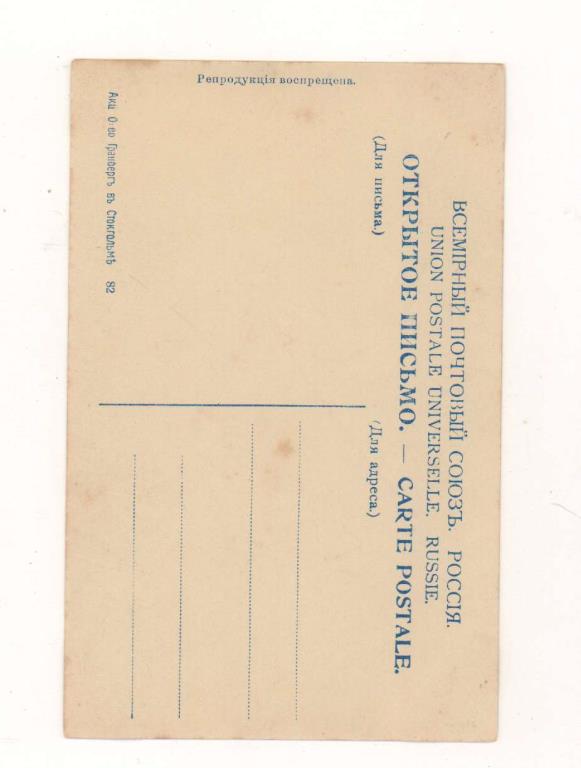 ВСЕМІРНЫЙ ПОЧТОВЫЙ СОЮЗЪ. РОССІЯ.
UNION POSTALE UNIVERSELLE. RUSSIE.
ОТКРЫТОЕ ПИСЬМО. — CARTE POSTALE.
(Для письма.)
(Для адреса.)
Репродукція воспрещена.
Акц О-во Гранбергъ въ Стокгольмѣ 82